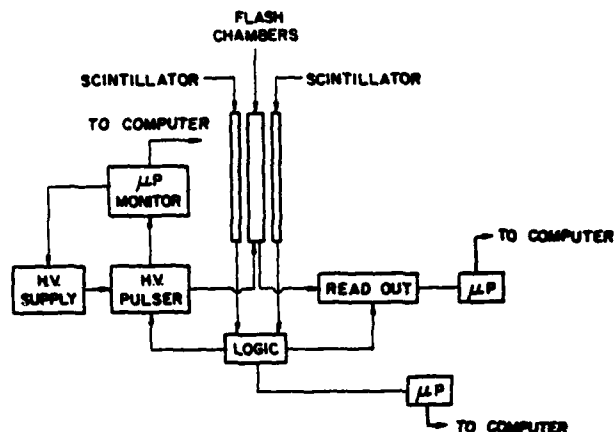 FLASH
CHAMBERS
SCINTILLATOR
SCINTILLATOR
TO COMPUTER
μP
MONITOR
TO COMPUTER
H.V.
SUPPLY
H.V.
PULSER
READ OUT
μP
LOGIC
μP
TO COMPUTER